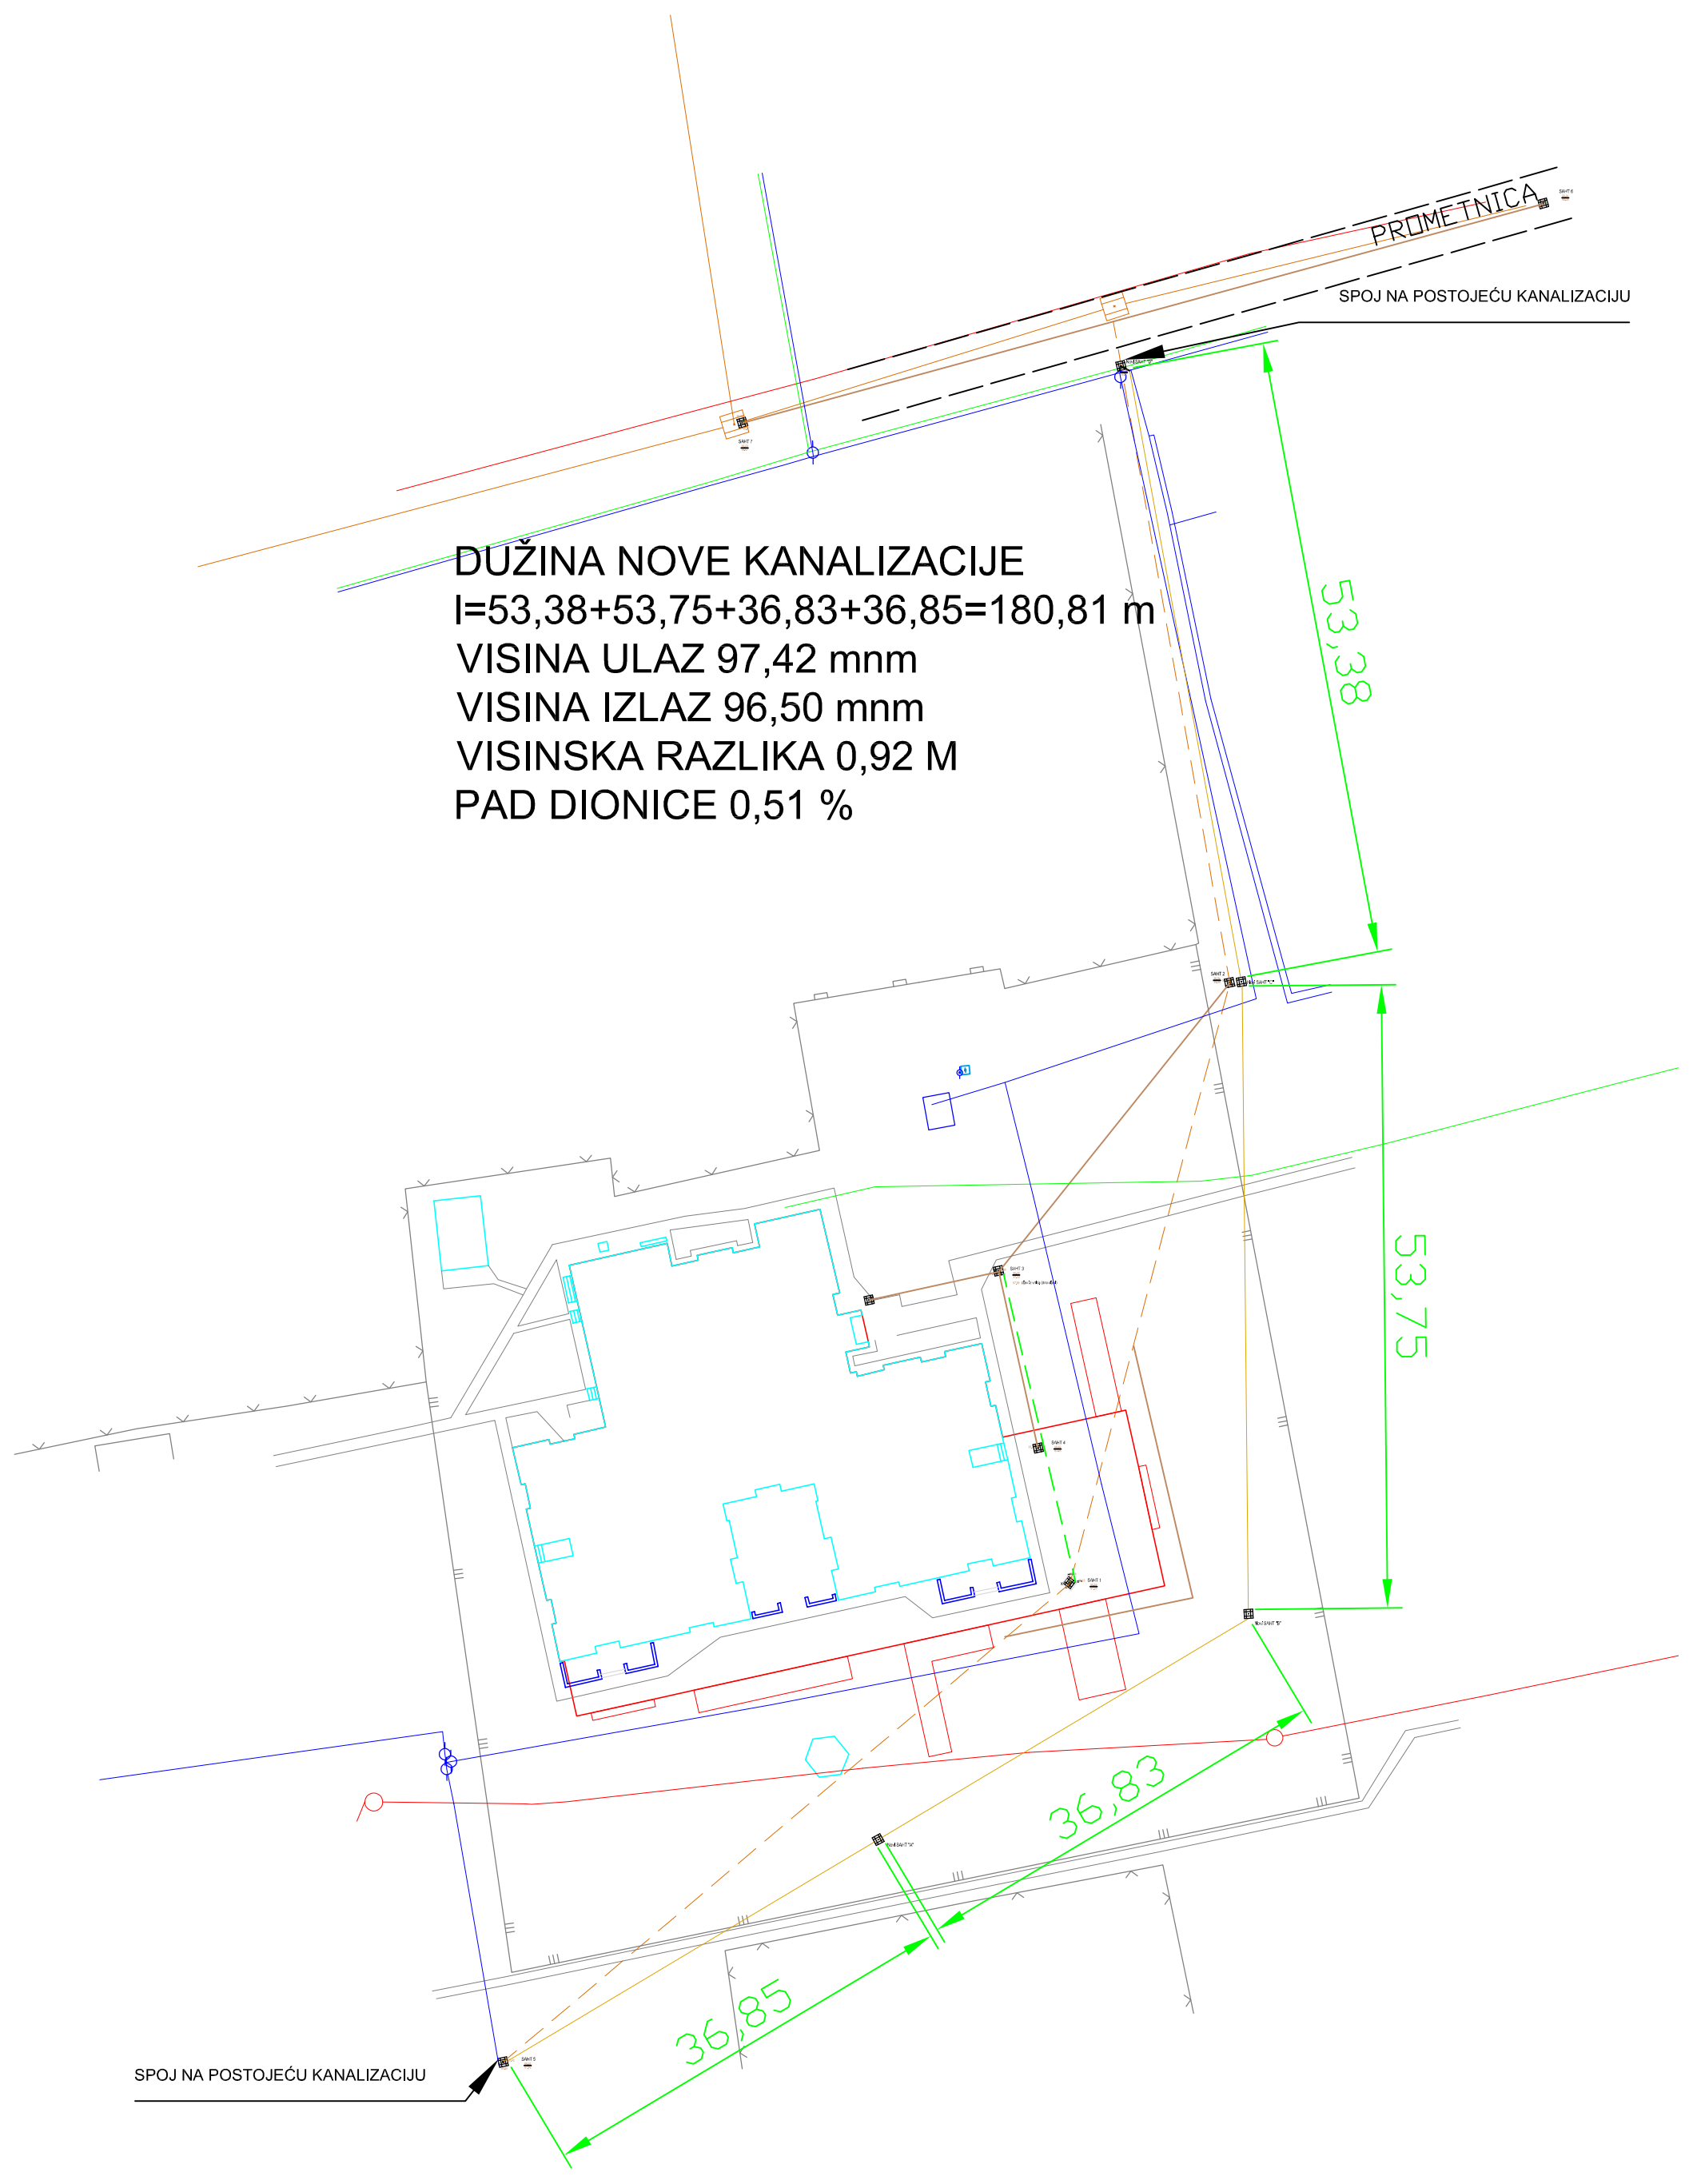 PROMETNICA
SPOJ NA POSTOJEĆU KANALIZACIJU
DUŽINA NOVE KANALIZACIJE
l=53,38+53,75+36,83+36,85=180,81 m
VISINA ULAZ 97,42 mnm
VISINA IZLAZ 96,50 mnm
VISINSKA RAZLIKA 0,92 M
PAD DIONICE 0,51 %
53,38
53,75
36,83
36,85
SPOJ NA POSTOJEĆU KANALIZACIJU